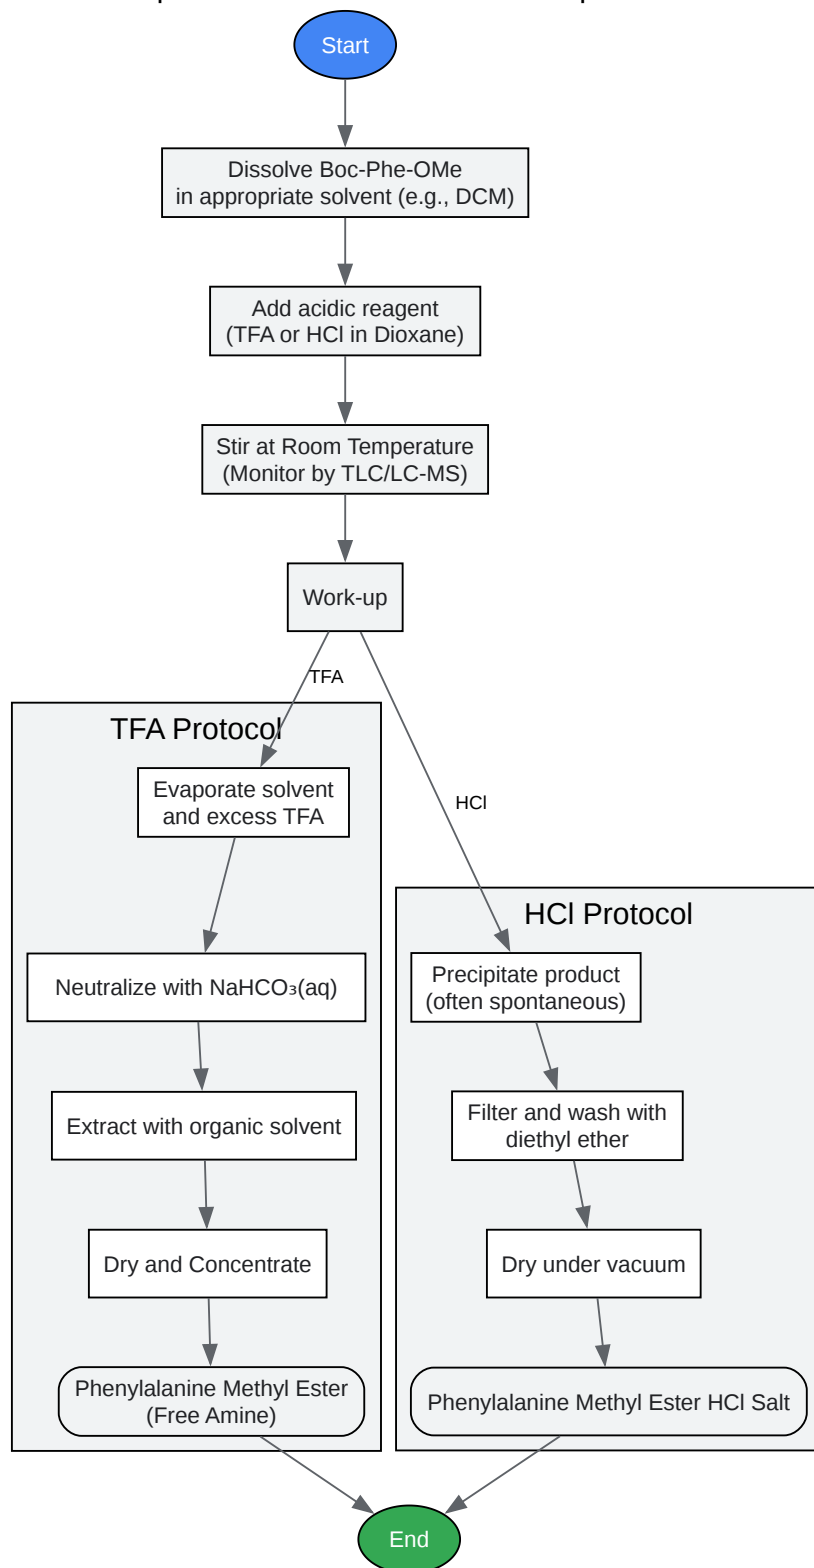 Start
Dissolve Boc-Phe-OMe
in appropriate solvent (e.g., DCM)
Add acidic reagent
(TFA or HCl in Dioxane)
Stir at Room Temperature
(Monitor by TLC/LC-MS)
Work-up
TFA
TFA Protocol
Evaporate solvent
and excess TFA
Neutralize with NaHCO₃(aq)
Extract with organic solvent
Dry and Concentrate
Phenylalanine Methyl Ester
(Free Amine)
HCl
HCl Protocol
Precipitate product
(often spontaneous)
Filter and wash with
diethyl ether
Dry under vacuum
Phenylalanine Methyl Ester HCl Salt
End